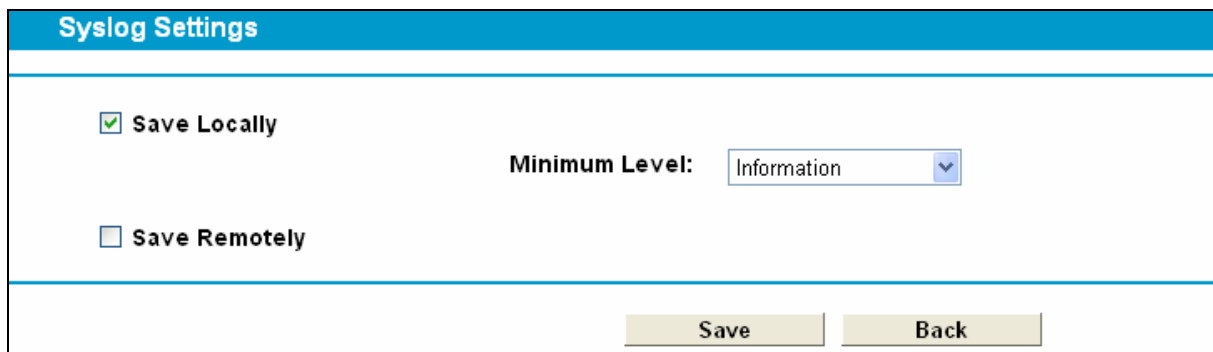 Syslog Settings
Save Locally
Minimum Level: Information
Save Remotely
Save Back